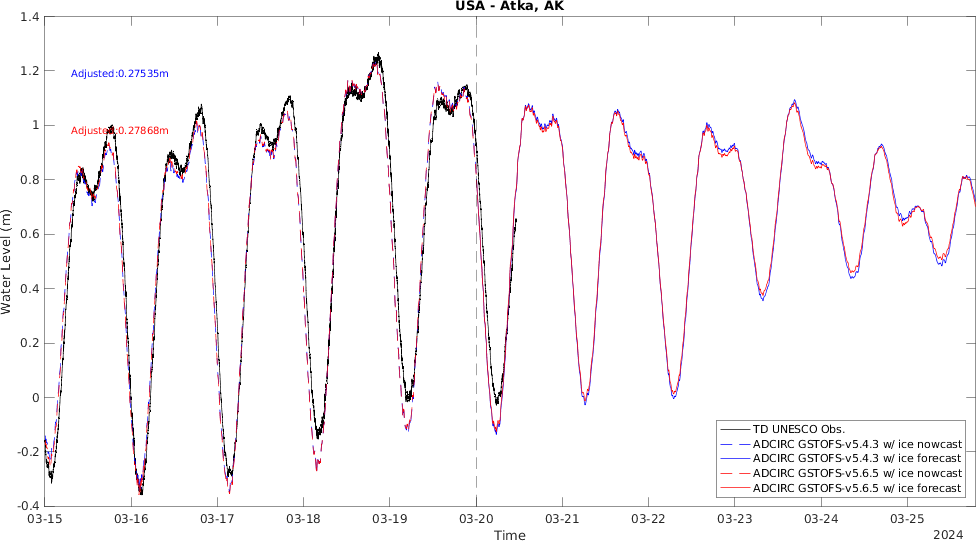 USA - Atka, AK
1.4
1.2
1
0.8
0.6
0.4
0.2
0
-0.2
-0.4
Water Level (m)
Adjusted:0.27535m
Adjusted:0.27868m
TD UNESCO Obs.
ADCIRC GSTOFS-v5.4.3 w/ ice nowcast
ADCIRC GSTOFS-v5.4.3 w/ ice forecast
ADCIRC GSTOFS-v5.6.5 w/ ice nowcast
ADCIRC GSTOFS-v5.6.5 w/ ice forecast
03-15 03-16 03-17 03-18 03-19 03-20 03-21 03-22 03-23 03-24 03-25
Time
2024